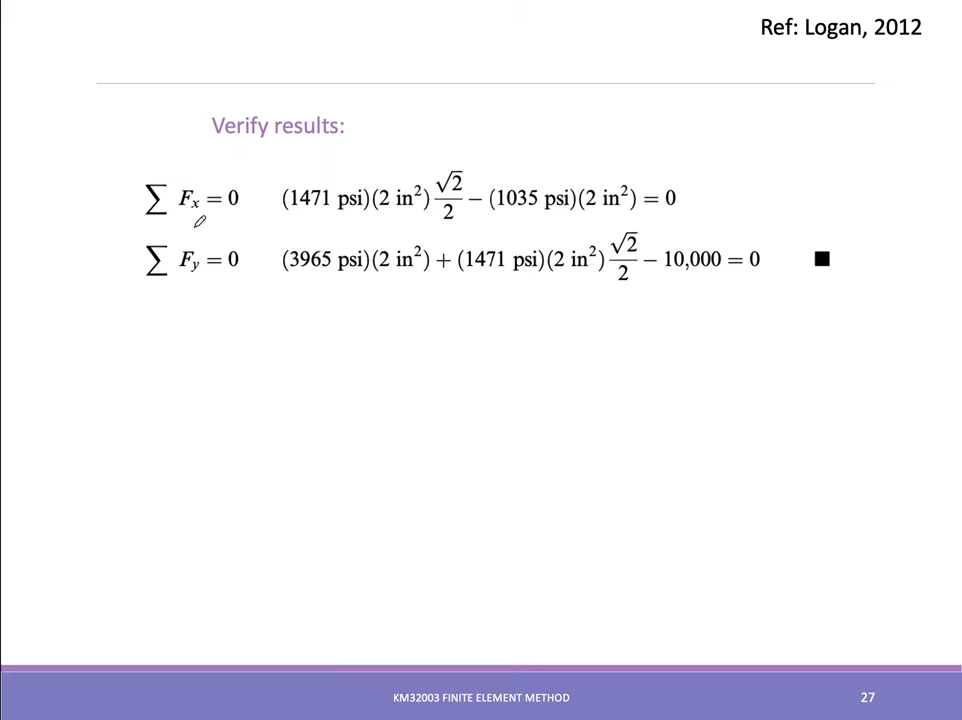 Ref: Logan, 2012
Verify results:
∑ Fₓ = 0 (1471 psi)(2 in²) √2/2 − (1035 psi)(2 in²) = 0
∑ F_y = 0 (3965 psi)(2 in²) + (1471 psi)(2 in²) √2/2 − 10,000 = 0 ■
KM32003 FINITE ELEMENT METHOD 27